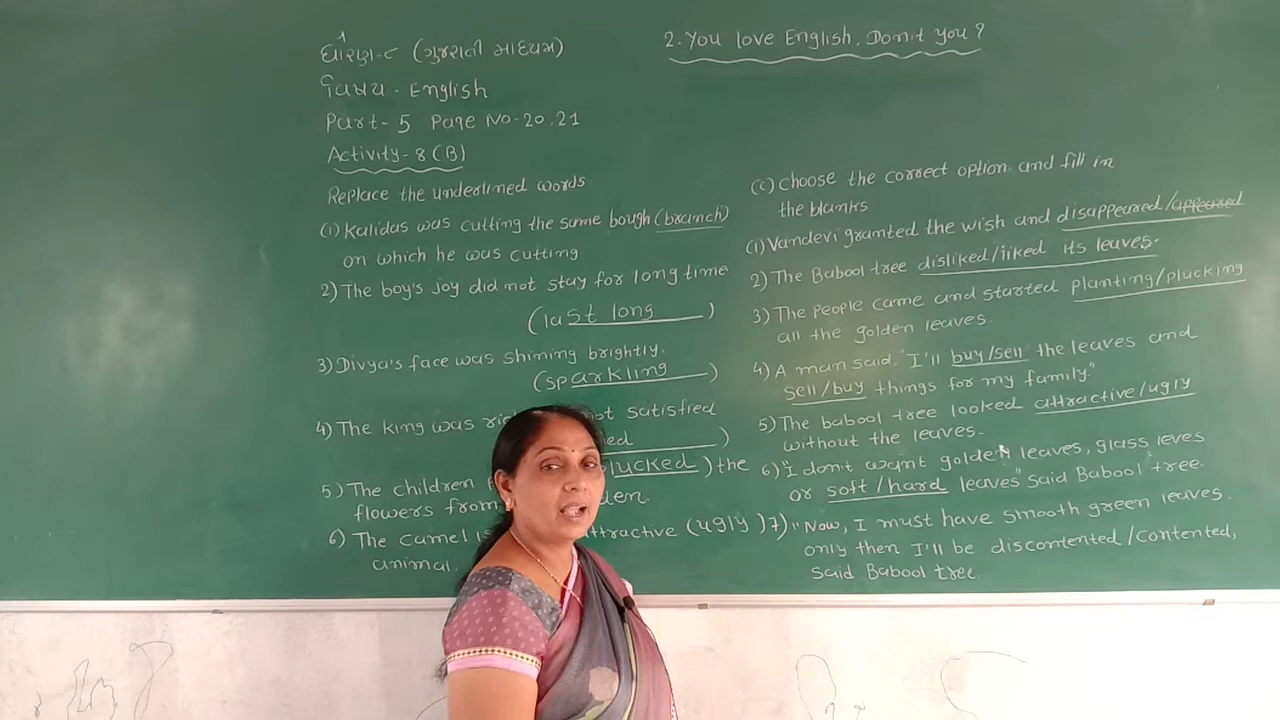 ધોરણ-૮ (ગુજરાતી માધ્યમ)
વિષય - English
Part-5 Page No-20.21
Activity-8(B)
Replace the underlined words
(1) Kalidas was cutting the same bough (branch)
on which he was cutting.
2) The boy's joy did not stay for long time
(last long)
3) Divya's face was shining brightly.
(sparkling)
4) The king was not satisfied
5) The children (plucked) the
flowers from
6) The camel is attractive (ugly)
animal.
2. You love English, Don't you?
(C) Choose the correct option and fill in
the blanks
(1) Vandevi granted the wish and disappeared/appeared
2) The Babool tree disliked/liked its leaves.
3) The People came and started planting/plucking
all the golden leaves.
4) A man said, "I'll buy/sell the leaves and
sell/buy things for my family."
5) The babool tree looked attractive/ugly
without the leaves.
6) "I don't want golden leaves, glass leves
or soft/hard leaves" said Babool tree.
7) "Now, I must have smooth green leaves.
only then I'll be discontented/contented,
said Babool tree.